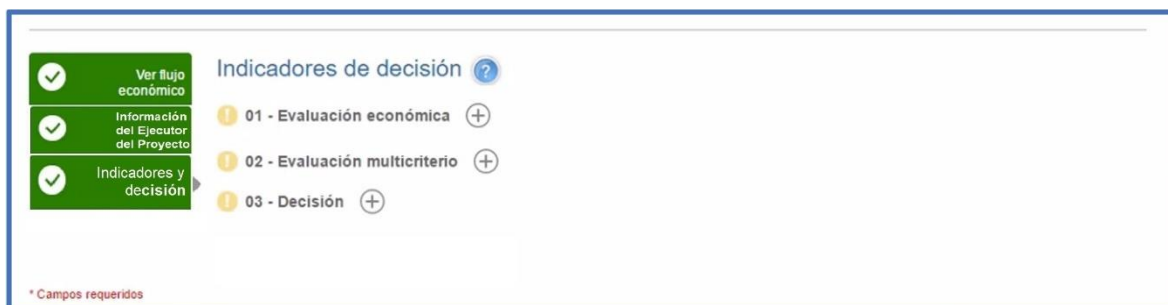 Ver flujo
económico
Información
del Ejecutor
del Proyecto
Indicadores y
decisión
Indicadores de decisión ?
01 - Evaluación económica
02 - Evaluación multicriterio
03 - Decisión
* Campos requeridos